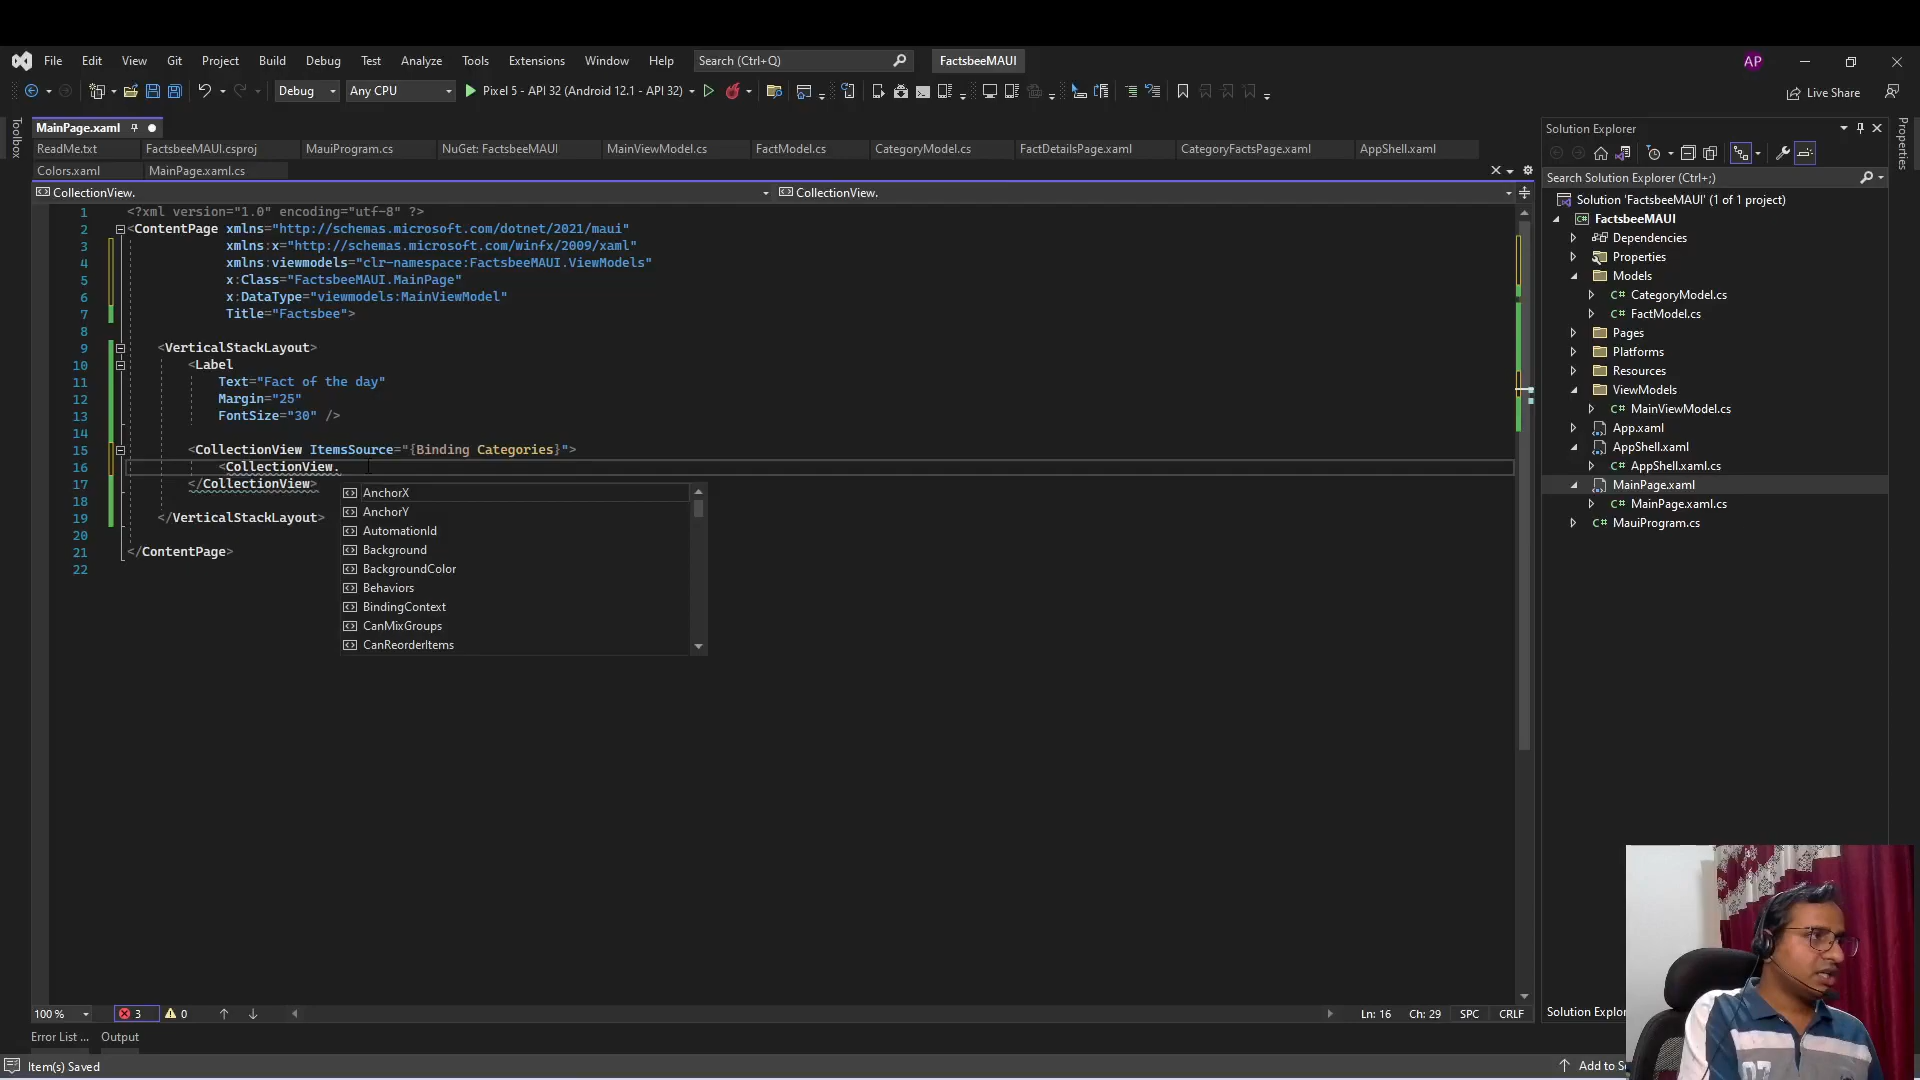 File Edit View Git Project Build Debug Test Analyze Tools Extensions Window Help Search (Ctrl+Q) FactsbeeMAUI AP
Debug Any CPU Pixel 5 - API 32 (Android 12.1 - API 32) Live Share
MainPage.xaml
ReadMe.txt FactsbeeMAUI.csproj MauiProgram.cs NuGet: FactsbeeMAUI MainViewModel.cs FactModel.cs CategoryModel.cs FactDetailsPage.xaml CategoryFactsPage.xaml AppShell.xaml
Colors.xaml MainPage.xaml.cs
CollectionView. CollectionView.
Toolbox
1 <?xml version="1.0" encoding="utf-8" ?>
2 <ContentPage xmlns="http://schemas.microsoft.com/dotnet/2021/maui"
3 xmlns:x="http://schemas.microsoft.com/winfx/2009/xaml"
4 xmlns:viewmodels="clr-namespace:FactsbeeMAUI.ViewModels"
5 x:Class="FactsbeeMAUI.MainPage"
6 x:DataType="viewmodels:MainViewModel"
7 Title="Factsbee">
8
9 <VerticalStackLayout>
10 <Label
11 Text="Fact of the day"
12 Margin="25"
13 FontSize="30" />
14
15 <CollectionView ItemsSource="{Binding Categories}">
16 <CollectionView.
17 </CollectionView>
18
19 </VerticalStackLayout>
20
21 </ContentPage>
22
AnchorX
AnchorY
AutomationId
Background
BackgroundColor
Behaviors
BindingContext
CanMixGroups
CanReorderItems
Solution Explorer
Search Solution Explorer (Ctrl+;)
Solution 'FactsbeeMAUI' (1 of 1 project)
C# FactsbeeMAUI
Dependencies
Properties
Models
C# CategoryModel.cs
C# FactModel.cs
Pages
Platforms
Resources
ViewModels
C# MainViewModel.cs
App.xaml
AppShell.xaml
C# AppShell.xaml.cs
MainPage.xaml
C# MainPage.xaml.cs
C# MauiProgram.cs
Properties
100 % 3 0 Ln: 16 Ch: 29 SPC CRLF
Solution Explor
Error List ... Output
Item(s) Saved
Add to S